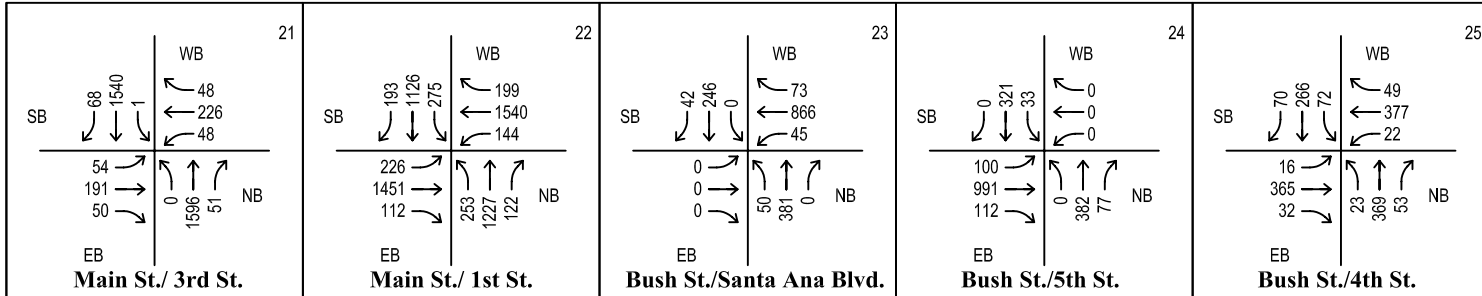 21
WB
SB
68
1540
1
48
226
48
54
191
50
0
1596
51
NB
EB
Main St./ 3rd St.
22
WB
SB
193
1126
275
199
1540
144
226
1451
112
253
1227
122
NB
EB
Main St./ 1st St.
23
WB
SB
42
246
0
73
866
45
0
0
0
50
381
0
NB
EB
Bush St./Santa Ana Blvd.
24
WB
SB
0
321
33
0
0
0
100
991
112
0
382
77
NB
EB
Bush St./5th St.
25
WB
SB
70
266
72
49
377
22
16
365
32
23
369
53
NB
EB
Bush St./4th St.